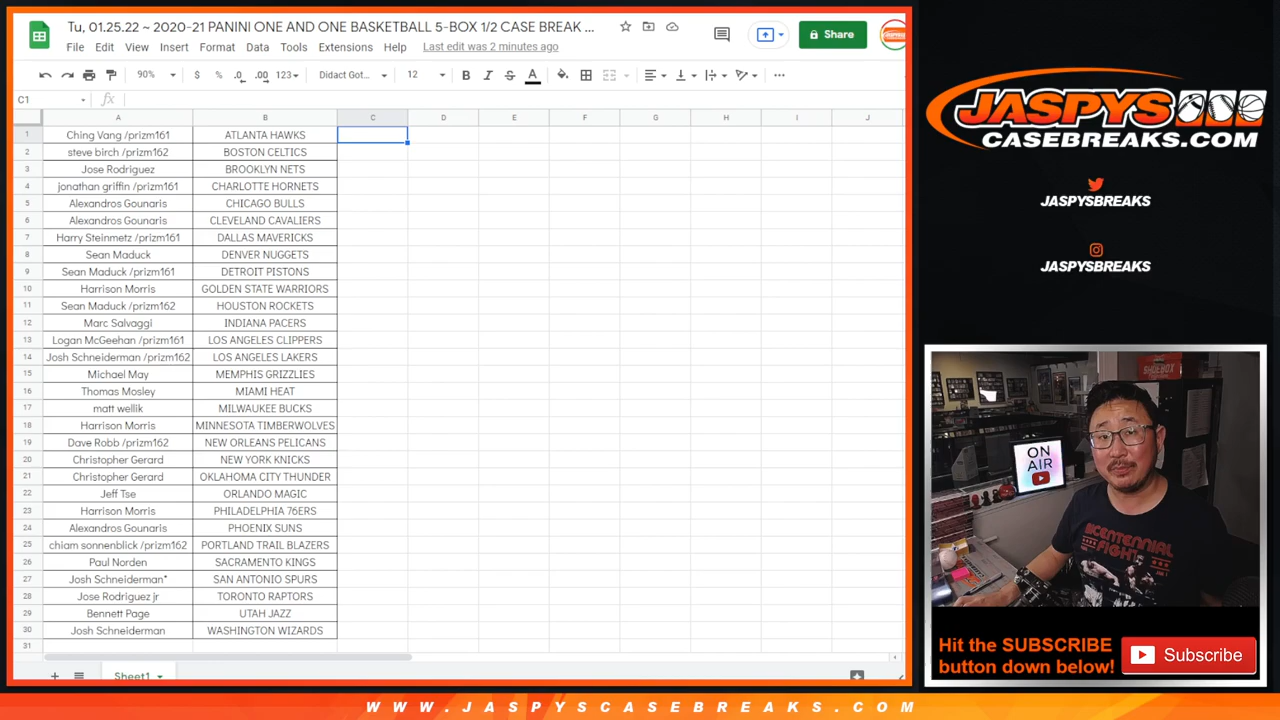 Tu, 01.25.22 ~ 2020-21 PANINI ONE AND ONE BASKETBALL 5-BOX 1/2 CASE BREAK ...
File Edit View Insert Format Data Tools Extensions Help Last edit was 2 minutes ago
Share
90% $ % .0 .00 123 Didact Got... 12 B I S A
C1 fx
A B C D E F G H I J
1 Ching Vang /prizm161 ATLANTA HAWKS
2 steve birch /prizm162 BOSTON CELTICS
3 Jose Rodriguez BROOKLYN NETS
4 jonathan griffin /prizm161 CHARLOTTE HORNETS
5 Alexandros Gounaris CHICAGO BULLS
6 Alexandros Gounaris CLEVELAND CAVALIERS
7 Harry Steinmetz /prizm161 DALLAS MAVERICKS
8 Sean Maduck DENVER NUGGETS
9 Sean Maduck /prizm161 DETROIT PISTONS
10 Harrison Morris GOLDEN STATE WARRIORS
11 Sean Maduck /prizm162 HOUSTON ROCKETS
12 Marc Salvaggi INDIANA PACERS
13 Logan McGeehan /prizm161 LOS ANGELES CLIPPERS
14 Josh Schneiderman /prizm162 LOS ANGELES LAKERS
15 Michael May MEMPHIS GRIZZLIES
16 Thomas Mosley MIAMI HEAT
17 matt wellik MILWAUKEE BUCKS
18 Harrison Morris MINNESOTA TIMBERWOLVES
19 Dave Robb /prizm162 NEW ORLEANS PELICANS
20 Christopher Gerard NEW YORK KNICKS
21 Christopher Gerard OKLAHOMA CITY THUNDER
22 Jeff Tse ORLANDO MAGIC
23 Harrison Morris PHILADELPHIA 76ERS
24 Alexandros Gounaris PHOENIX SUNS
25 chiam sonnenblick /prizm162 PORTLAND TRAIL BLAZERS
26 Paul Norden SACRAMENTO KINGS
27 Josh Schneiderman* SAN ANTONIO SPURS
28 Jose Rodriguez jr TORONTO RAPTORS
29 Bennett Page UTAH JAZZ
30 Josh Schneiderman WASHINGTON WIZARDS
31
Sheet1
JASPYS
CASEBREAKS.COM
JASPYSBREAKS
JASPYSBREAKS
SHOEBOX
ON
AIR
BICENTENNIAL
FIGHT
Hit the SUBSCRIBE
button down below!
Subscribe
WWW.JASPYSCASEBREAKS.COM